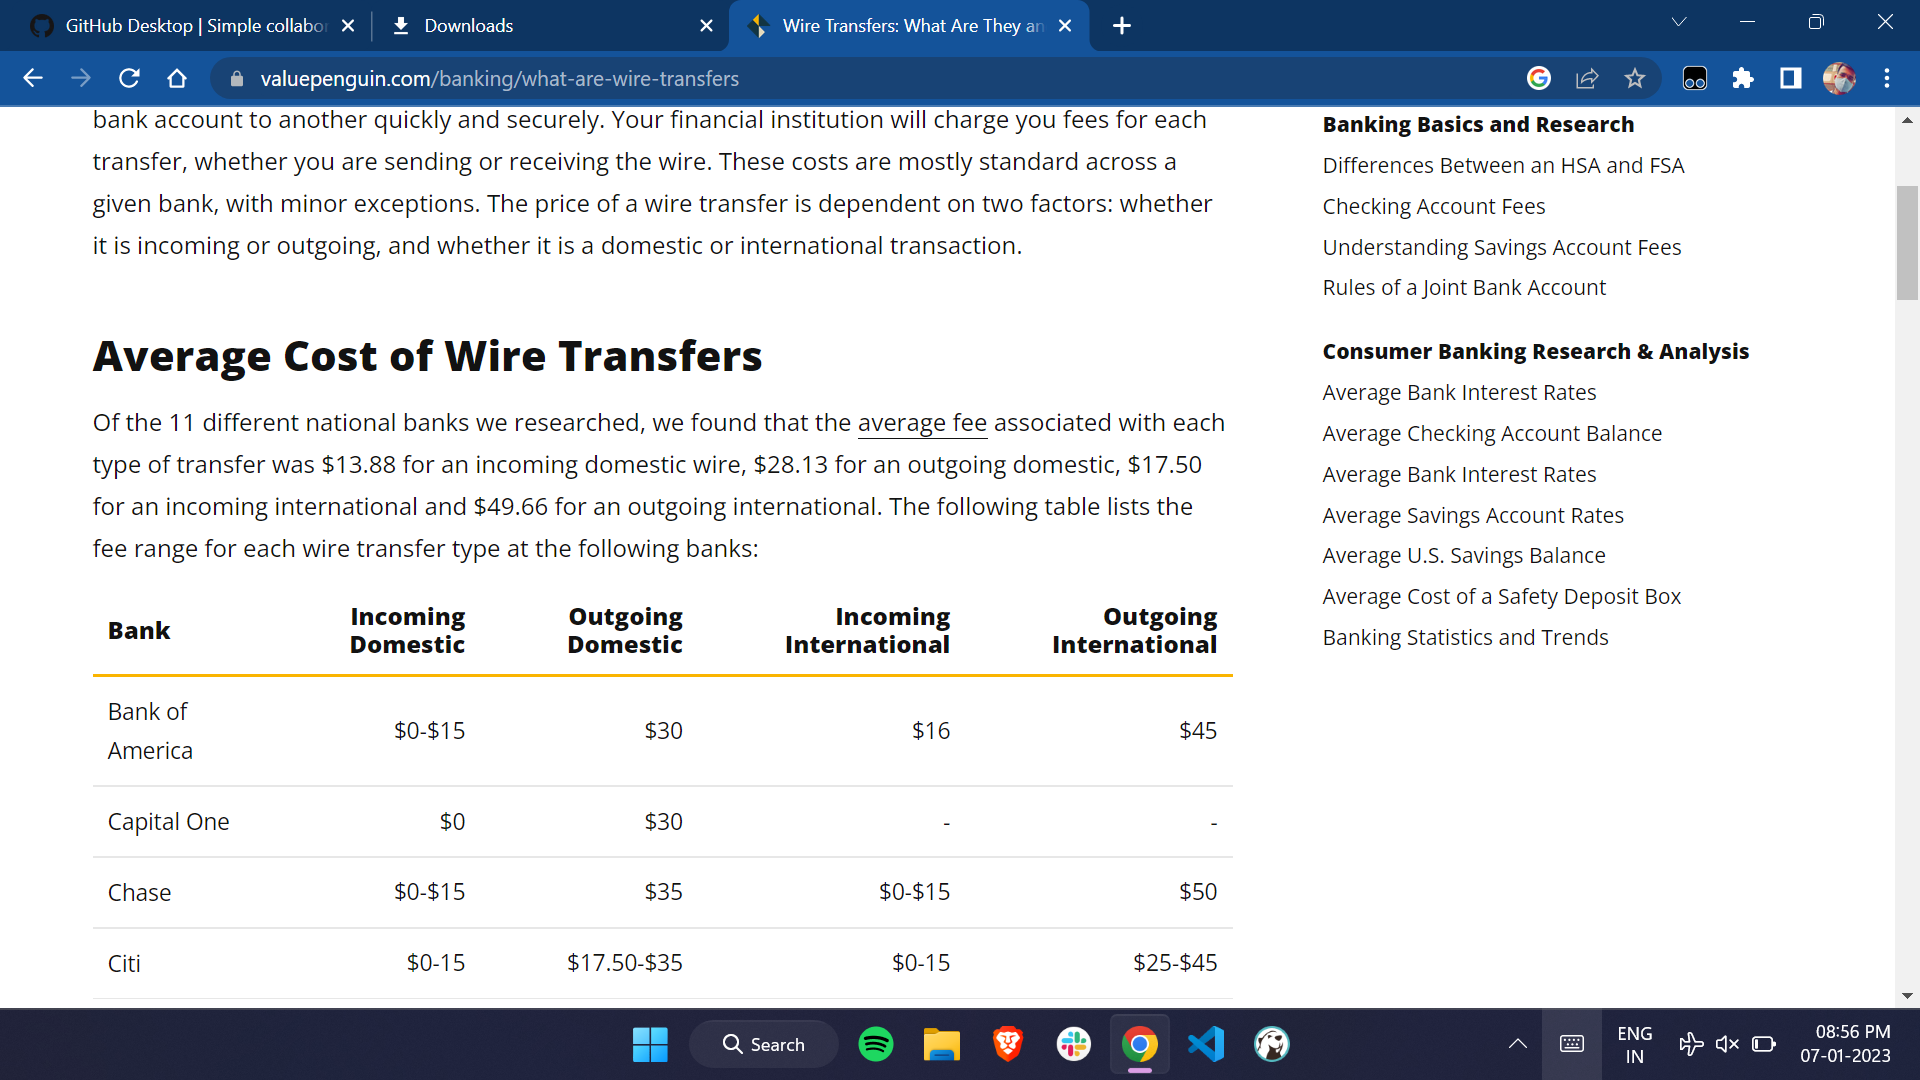 GitHub Desktop | Simple collabor
Downloads
Wire Transfers: What Are They an
valuepenguin.com/banking/what-are-wire-transfers
bank account to another quickly and securely. Your financial institution will charge you fees for each
transfer, whether you are sending or receiving the wire. These costs are mostly standard across a
given bank, with minor exceptions. The price of a wire transfer is dependent on two factors: whether
it is incoming or outgoing, and whether it is a domestic or international transaction.
Average Cost of Wire Transfers
Of the 11 different national banks we researched, we found that the average fee associated with each
type of transfer was $13.88 for an incoming domestic wire, $28.13 for an outgoing domestic, $17.50
for an incoming international and $49.66 for an outgoing international. The following table lists the
fee range for each wire transfer type at the following banks:
Bank Incoming Domestic Outgoing Domestic Incoming International Outgoing International
Bank of America $0-$15 $30 $16 $45
Capital One $0 $30 - -
Chase $0-$15 $35 $0-$15 $50
Citi $0-15 $17.50-$35 $0-15 $25-$45
Banking Basics and Research
Differences Between an HSA and FSA
Checking Account Fees
Understanding Savings Account Fees
Rules of a Joint Bank Account
Consumer Banking Research & Analysis
Average Bank Interest Rates
Average Checking Account Balance
Average Bank Interest Rates
Average Savings Account Rates
Average U.S. Savings Balance
Average Cost of a Safety Deposit Box
Banking Statistics and Trends
Search
ENG
IN
08:56 PM
07-01-2023